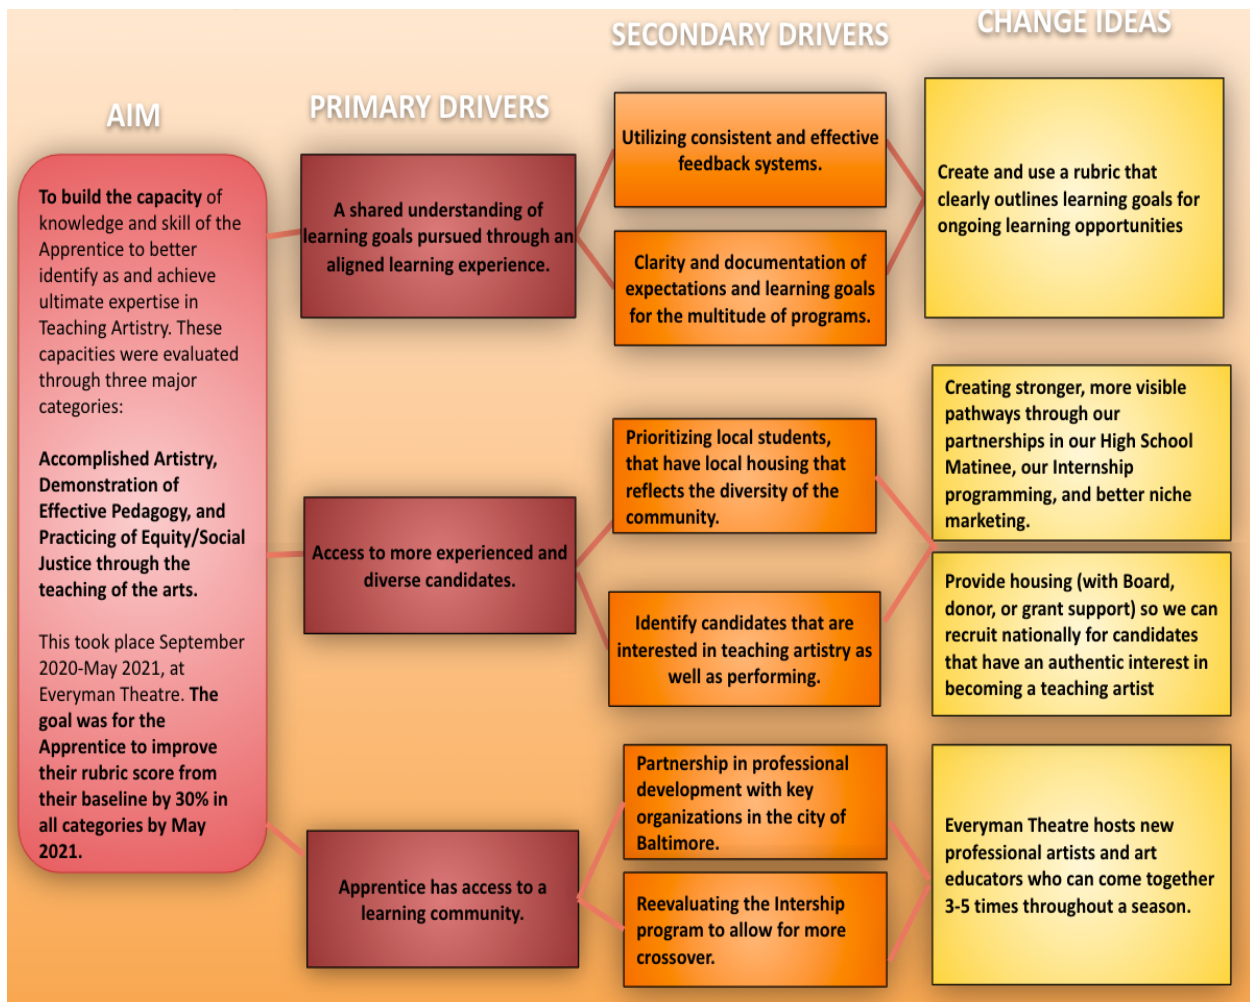 AIM
To build the capacity of
knowledge and skill of the
Apprentice to better
identify as and achieve
ultimate expertise in
Teaching Artistry. These
capacities were evaluated
through three major
categories:
Accomplished Artistry,
Demonstration of
Effective Pedagogy, and
Practicing of Equity/Social
Justice through the
teaching of the arts.
This took place September
2020-May 2021, at
Everyman Theatre. The
goal was for the
Apprentice to improve
their rubric score from
their baseline by 30% in
all categories by May
2021.
PRIMARY DRIVERS
A shared understanding of
learning goals pursued through an
aligned learning experience.
Access to more experienced and
diverse candidates.
Apprentice has access to a
learning community.
SECONDARY DRIVERS
Utilizing consistent and effective
feedback systems.
Clarity and documentation of
expectations and learning goals
for the multitude of programs.
Prioritizing local students,
that have local housing that
reflects the diversity of the
community.
Identify candidates that are
interested in teaching artistry as
well as performing.
Partnership in professional
development with key
organizations in the city of
Baltimore.
Reevaluating the Intership
program to allow for more
crossover.
CHANGE IDEAS
Create and use a rubric that
clearly outlines learning goals for
ongoing learning opportunities
Creating stronger, more visible
pathways through our
partnerships in our High School
Matinee, our Internship
programming, and better niche
marketing.
Provide housing (with Board,
donor, or grant support) so we can
recruit nationally for candidates
that have an authentic interest in
becoming a teaching artist
Everyman Theatre hosts new
professional artists and art
educators who can come together
3-5 times throughout a season.